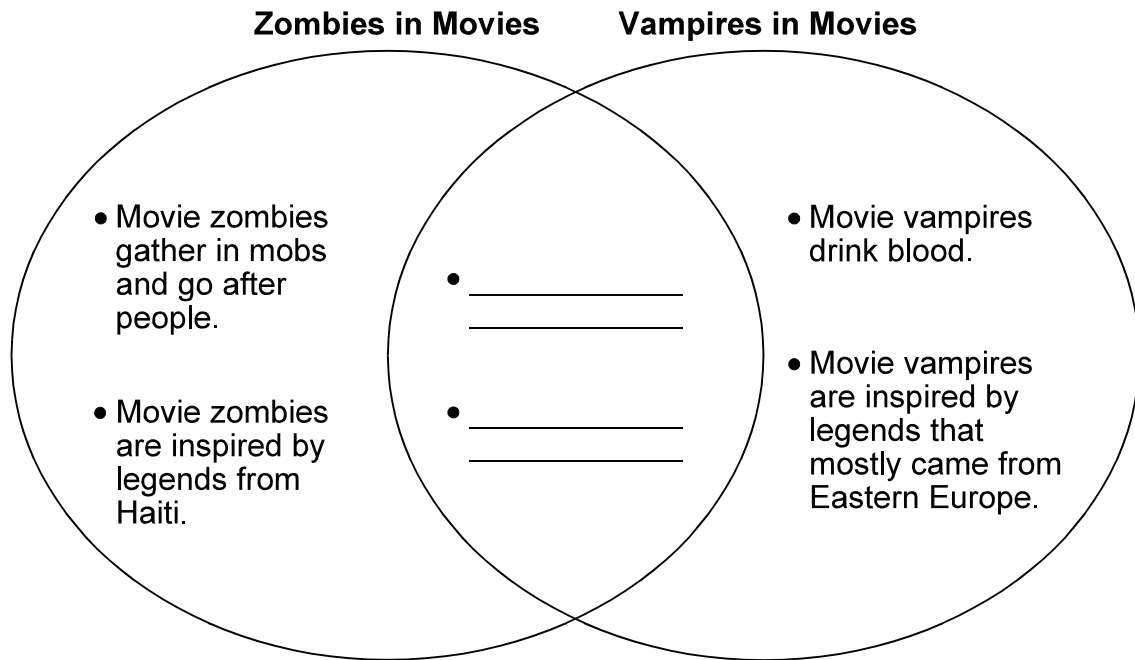 Zombies in Movies
Vampires in Movies
• Movie zombies
gather in mobs
and go after
people.
• Movie zombies
are inspired by
legends from
Haiti.
• 
• 
• Movie vampires
drink blood.
• Movie vampires
are inspired by
legends that
mostly came from
Eastern Europe.